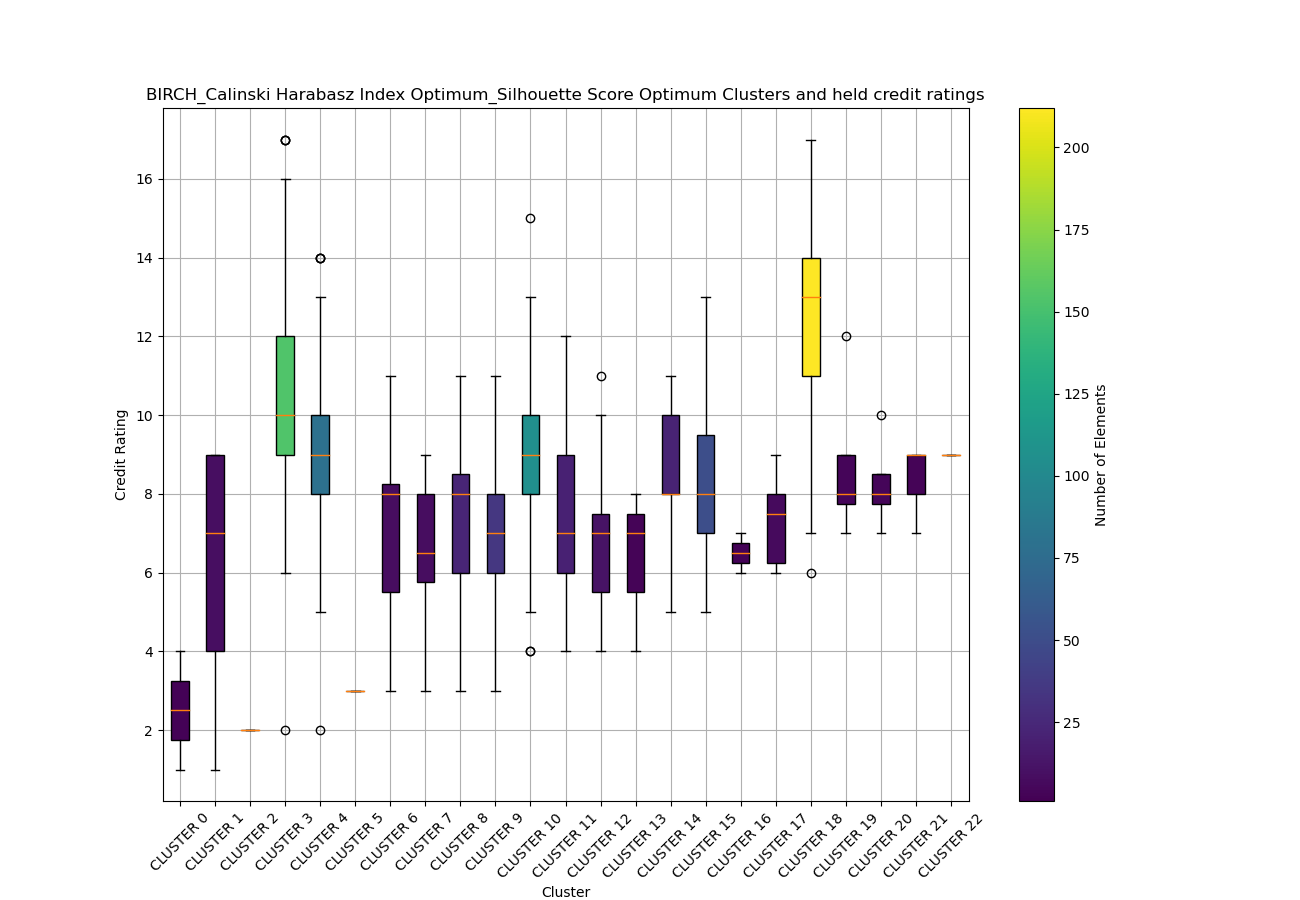 BIRCH_Calinski Harabasz Index Optimum_Silhouette Score Optimum Clusters and held credit ratings
16
14
12
10
8
6
4
2
Credit Rating
CLUSTER 0
CLUSTER 1
CLUSTER 2
CLUSTER 3
CLUSTER 4
CLUSTER 5
CLUSTER 6
CLUSTER 7
CLUSTER 8
CLUSTER 9
CLUSTER 10
CLUSTER 11
CLUSTER 12
CLUSTER 13
CLUSTER 14
CLUSTER 15
CLUSTER 16
CLUSTER 17
CLUSTER 18
CLUSTER 19
CLUSTER 20
CLUSTER 21
CLUSTER 22
Cluster
200
175
150
125
100
75
50
25
Number of Elements